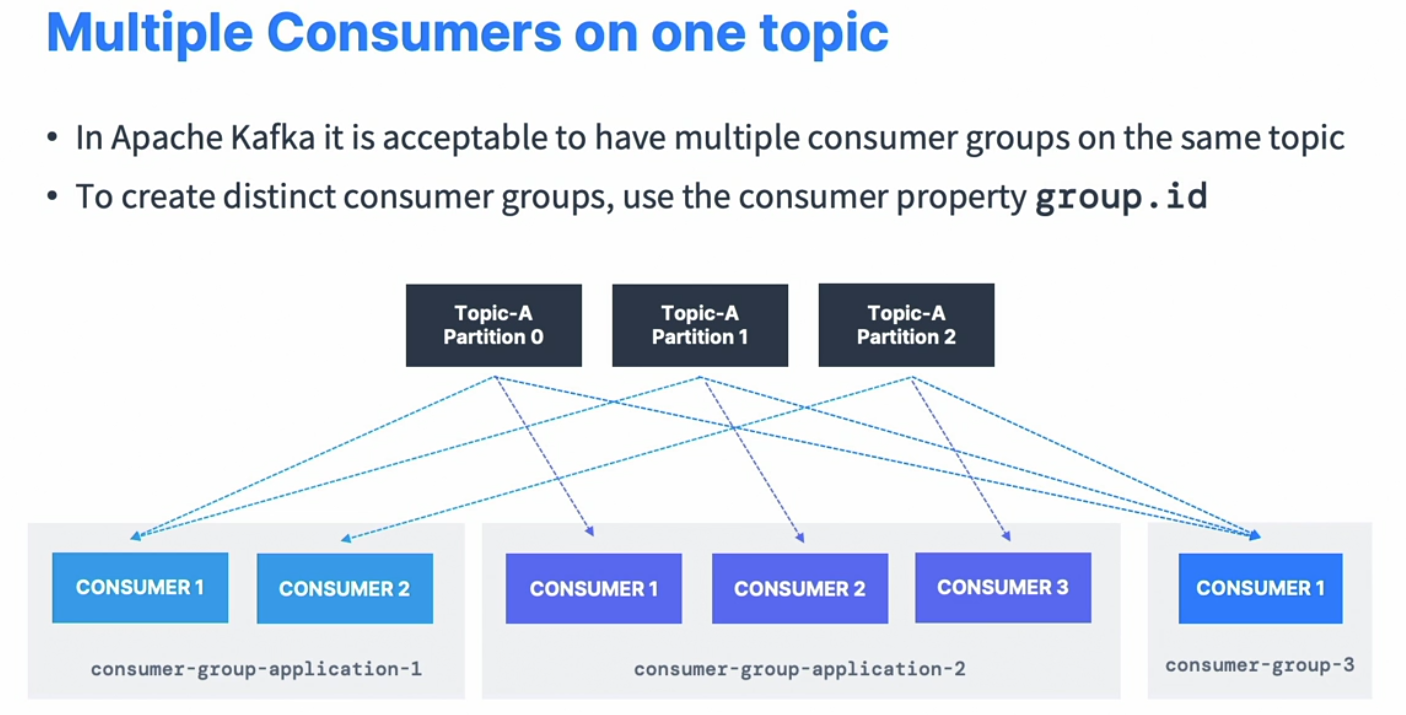 Multiple Consumers on one topic
• In Apache Kafka it is acceptable to have multiple consumer groups on the same topic
• To create distinct consumer groups, use the consumer property group.id
Topic-A
Partition 0
Topic-A
Partition 1
Topic-A
Partition 2
CONSUMER 1
CONSUMER 2
consumer-group-application-1
CONSUMER 1
CONSUMER 2
CONSUMER 3
consumer-group-application-2
CONSUMER 1
consumer-group-3